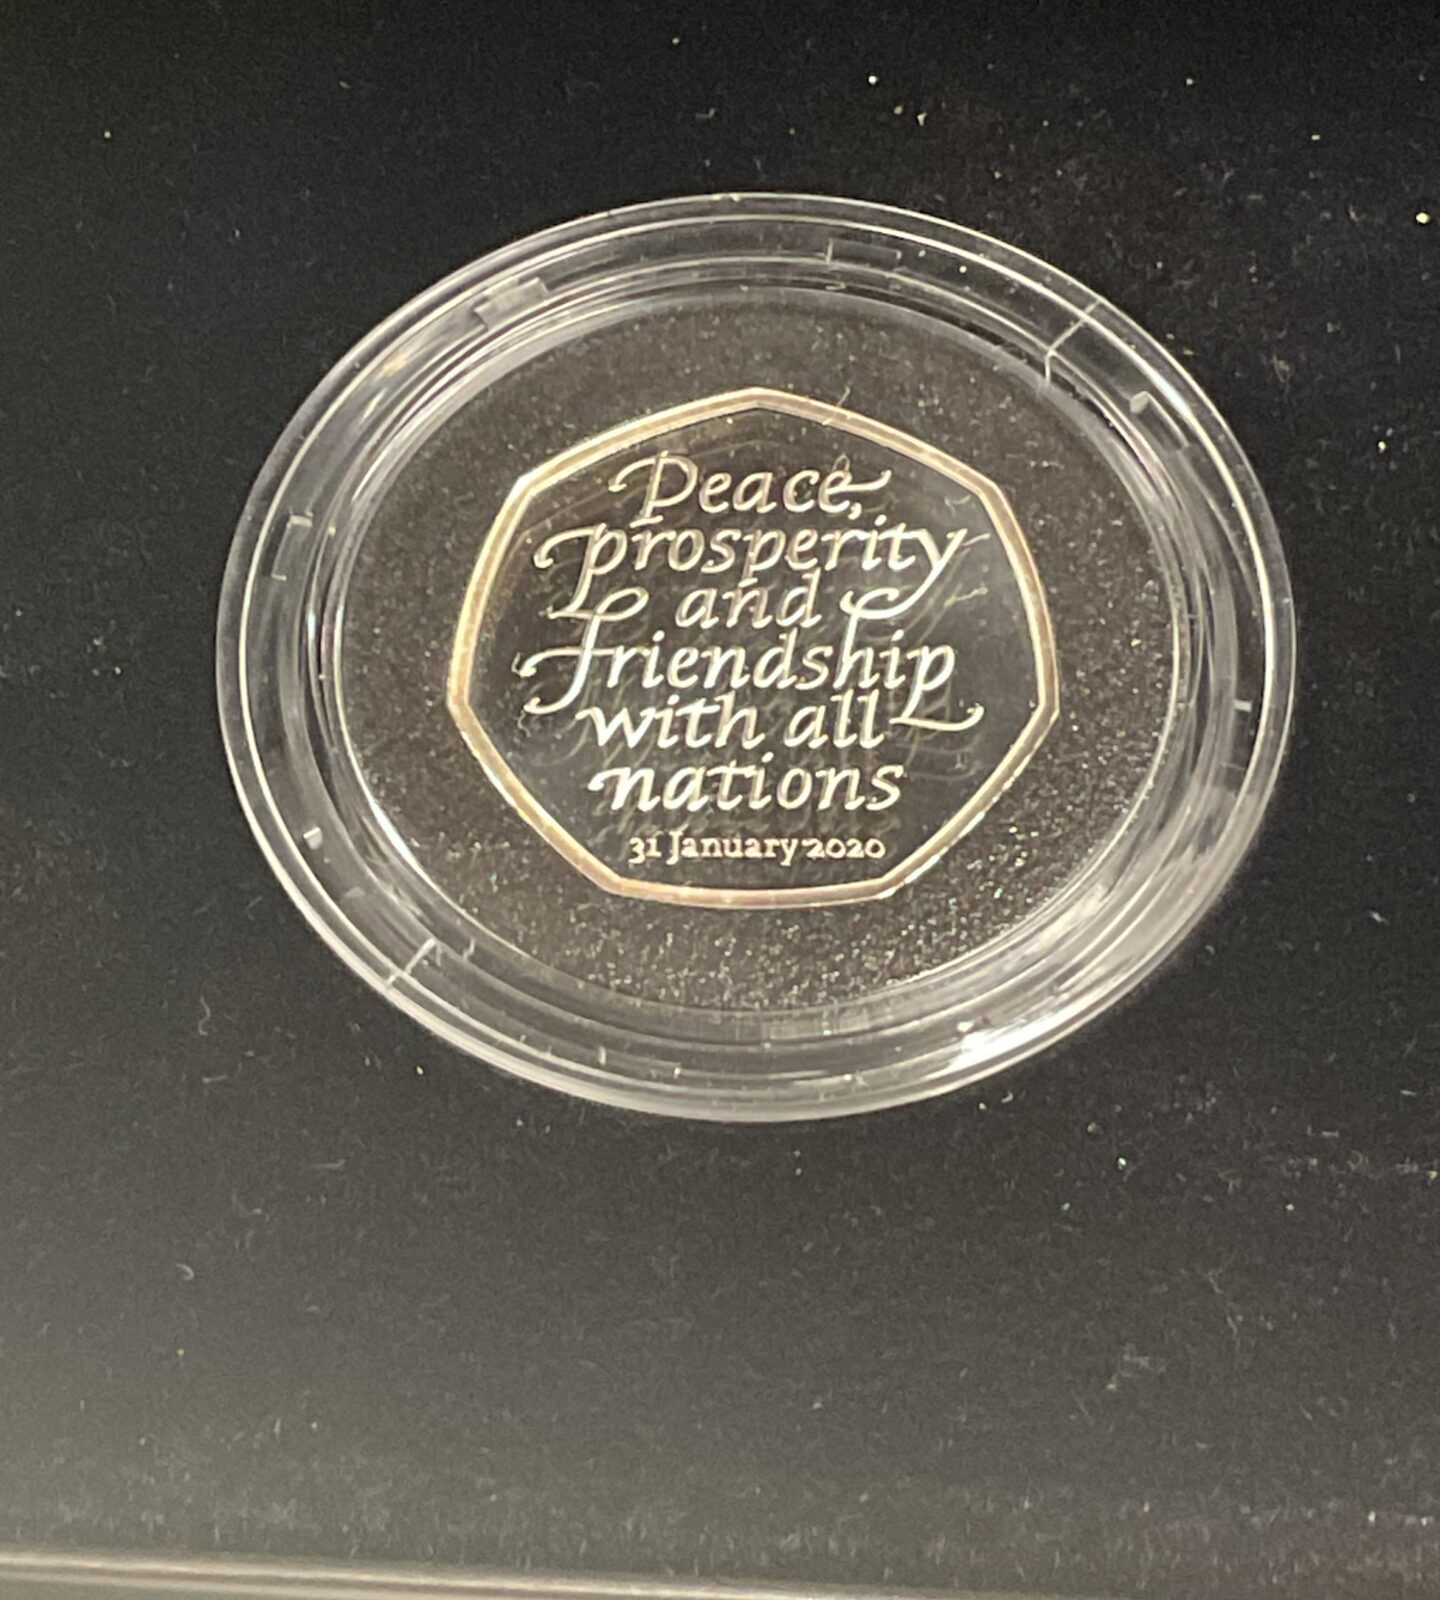 Peace,
prosperity
and
friendship
with all
nations
31 January 2020